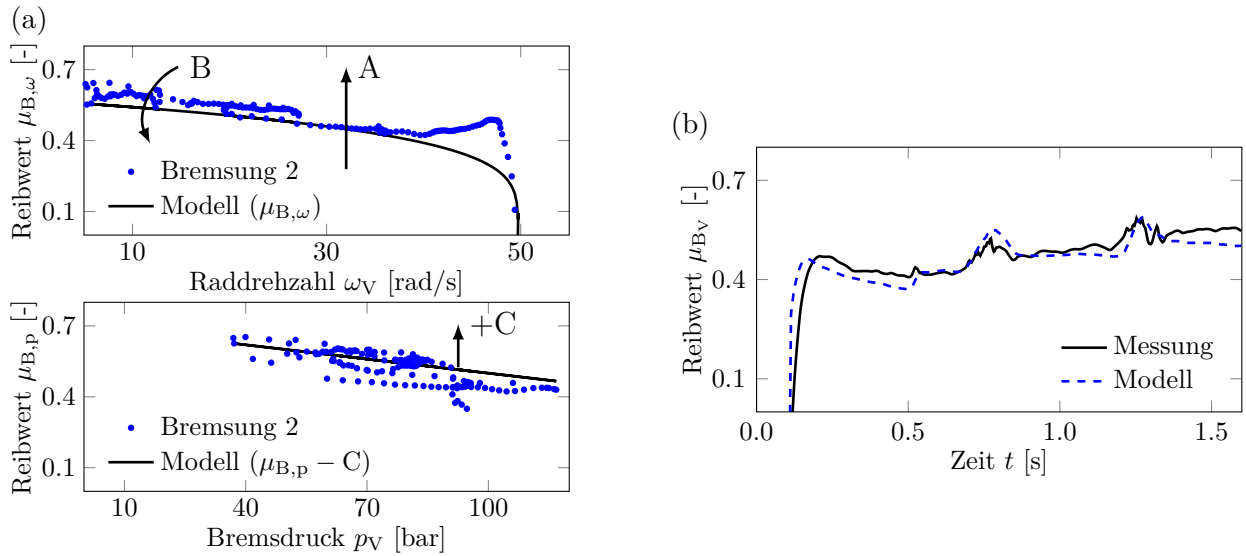 (a)
Reibwert μB,ω [-]
0.7
0.4
0.1
B
A
Bremsung 2
Modell (μB,ω)
10
30
50
Raddrehzahl ωV [rad/s]
Reibwert μB,p [-]
0.7
0.4
0.1
+C
Bremsung 2
Modell (μB,p − C)
10
40
70
100
Bremsdruck pV [bar]
(b)
Reibwert μBV [-]
0.7
0.4
0.1
Messung
Modell
0.0
0.5
1.0
1.5
Zeit t [s]